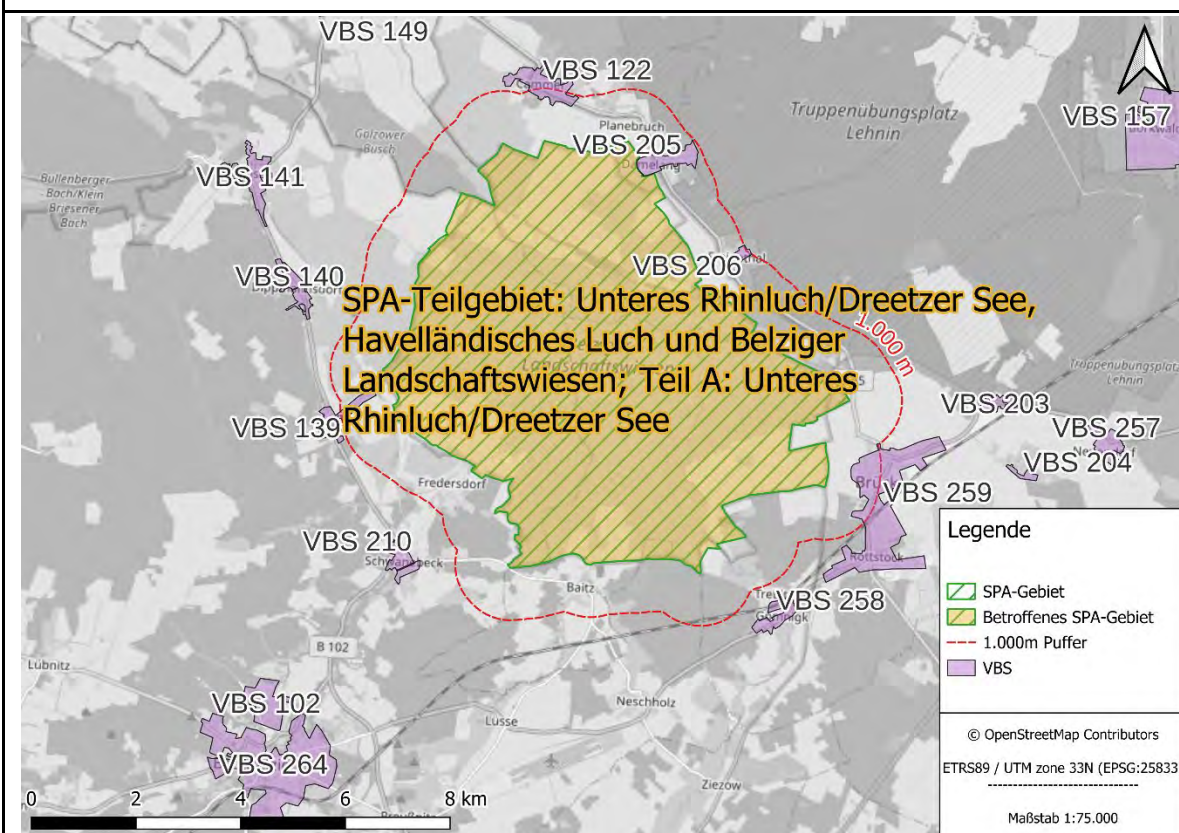 VBS 149
VBS 122
Planebruch
Truppenübungsplatz
Lehnin
VBS 157
Borkwalde
Golzower
Busch
VBS 205
VBS 141
Bullenberger
Bach/Klein
Briesener
Bach
VBS 206
VBS 140
SPA-Teilgebiet: Unteres Rhinluch/Dreetzer See,
Havelländisches Luch und Belziger
Landschaftswiesen; Teil A: Unteres
Rhinluch/Dreetzer See
1.000 m
Truppenübungsplatz
Lehnin
VBS 203
VBS 139
VBS 257
VBS 204
Fredersdorf
Brück
VBS 259
VBS 210
Schwanebeck
Rottstock
Baitz
VBS 258
B 102
Lübnitz
Neschholz
VBS 102
Lüsse
VBS 264
Ziezow
0 2 4 6 8 km
Legende
SPA-Gebiet
Betroffenes SPA-Gebiet
1.000m Puffer
VBS
© OpenStreetMap Contributors
ETRS89 / UTM zone 33N (EPSG:25833
------------------------------
Maßstab 1:75.000